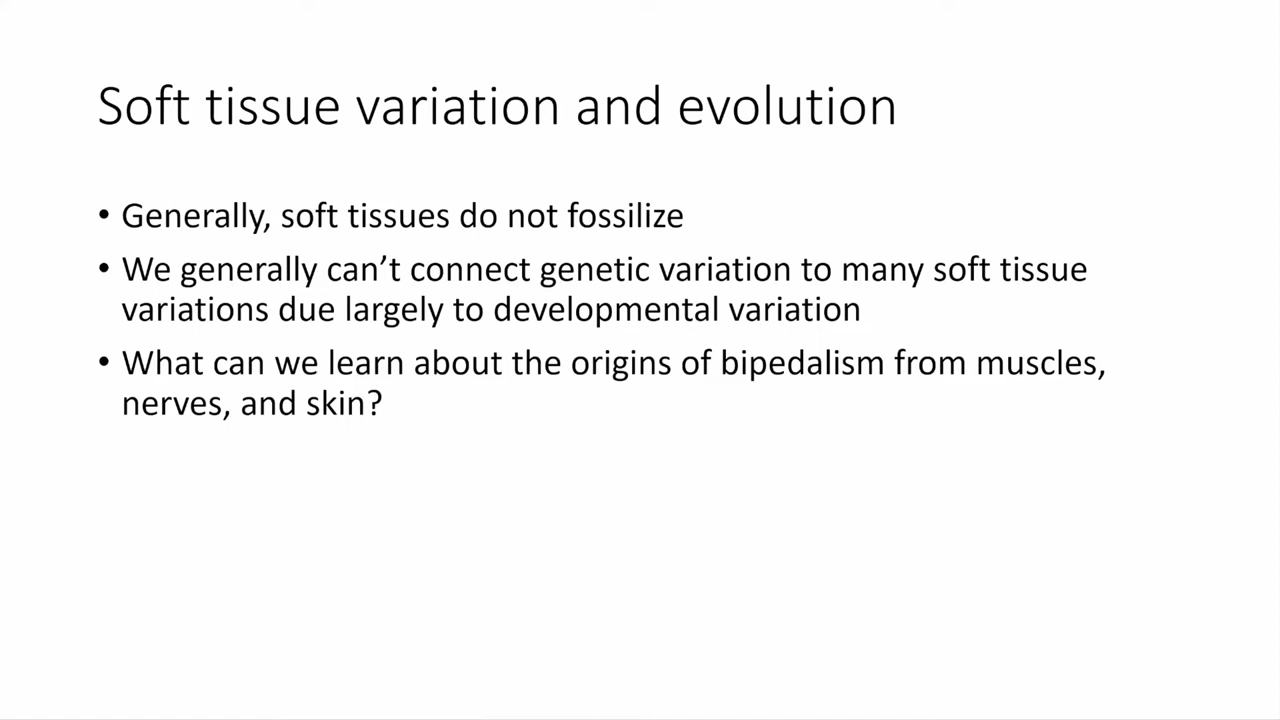 Soft tissue variation and evolution
• Generally, soft tissues do not fossilize
• We generally can’t connect genetic variation to many soft tissue
variations due largely to developmental variation
• What can we learn about the origins of bipedalism from muscles,
nerves, and skin?